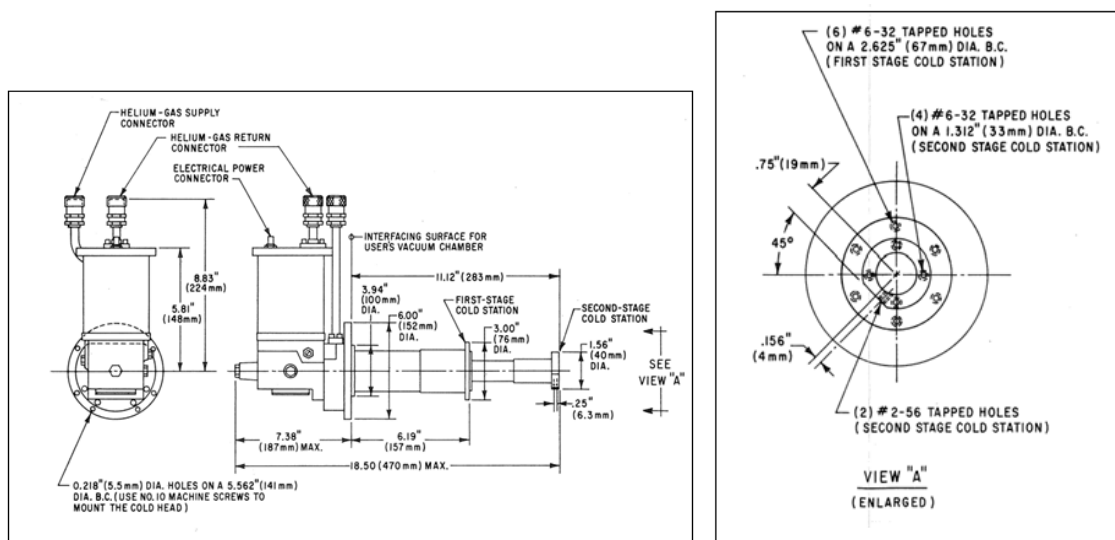 HELIUM-GAS SUPPLY
CONNECTOR
HELIUM-GAS RETURN
CONNECTOR
ELECTRICAL POWER
CONNECTOR
INTERFACING SURFACE FOR
USER'S VACUUM CHAMBER
8.83"
(224mm)
5.81"
(148mm)
11.12" (283mm)
3.94"
(100mm)
DIA.
6.00"
(152mm)
DIA.
FIRST-STAGE
COLD STATION
3.00"
(76mm)
DIA.
SECOND-STAGE
COLD STATION
1.56"
(40mm)
DIA.
SEE
VIEW "A"
.25"
(6.3mm)
7.38"
(187mm) MAX.
6.19"
(157mm)
18.50 (470mm) MAX.
0.218" (5.5mm) DIA. HOLES ON A 5.562" (141mm)
DIA. B.C. (USE NO. 10 MACHINE SCREWS TO
MOUNT THE COLD HEAD)
(6) #6-32 TAPPED HOLES
ON A 2.625" (67mm) DIA. B.C.
(FIRST STAGE COLD STATION)
(4) #6-32 TAPPED HOLES
ON A 1.312" (33mm) DIA. B.C.
(SECOND STAGE COLD STATION)
.75" (19mm)
45°
.156"
(4mm)
(2) #2-56 TAPPED HOLES
(SECOND STAGE COLD STATION)
VIEW "A"
(ENLARGED)